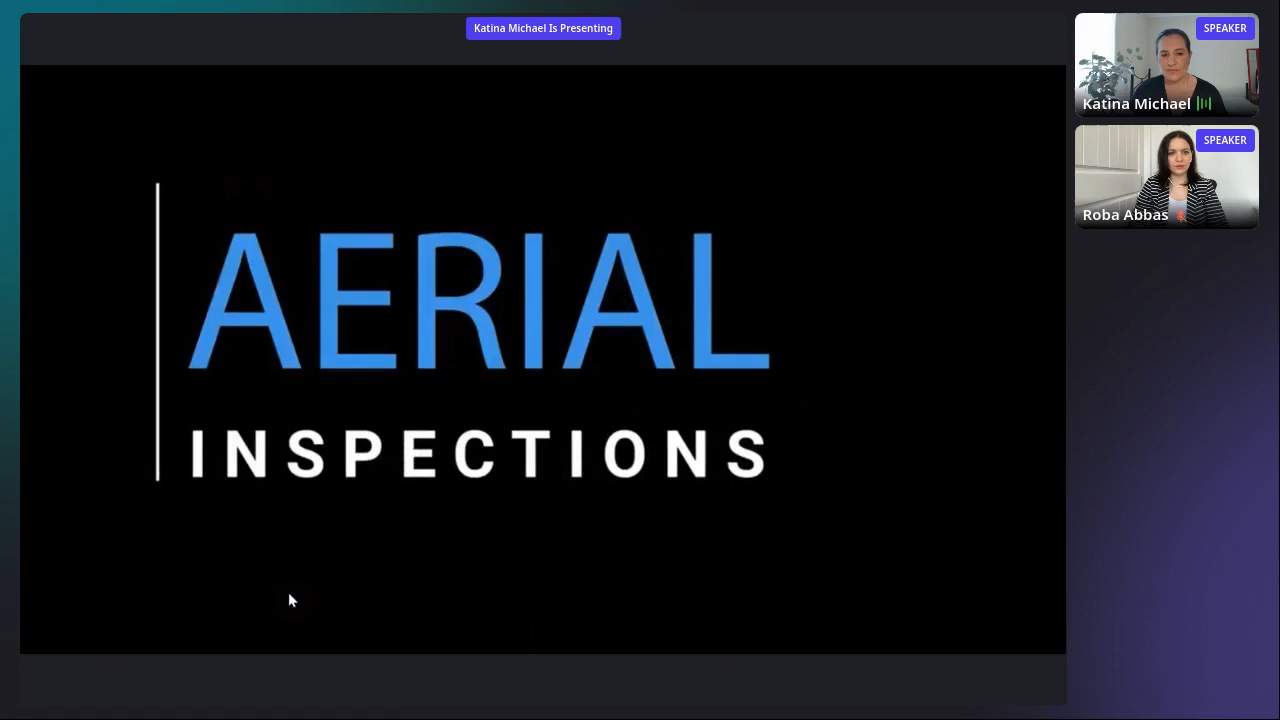 Katina Michael Is Presenting
AERIAL
INSPECTIONS
SPEAKER
Katina Michael
SPEAKER
Roba Abbas